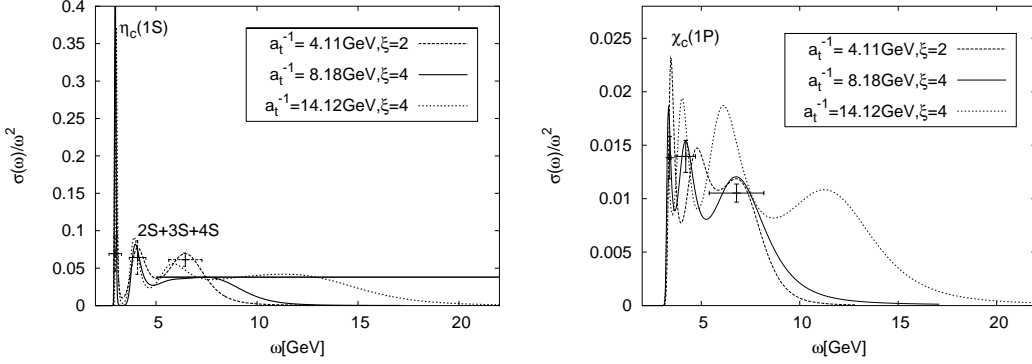 σ(ω)/ω²
0.4
0.35
0.3
0.25
0.2
0.15
0.1
0.05
0
η_c(1S)
a_t⁻¹= 4.11GeV,ξ=2
a_t⁻¹= 8.18GeV,ξ=4
a_t⁻¹=14.12GeV,ξ=4
2S+3S+4S
5 10 15 20
ω[GeV]
σ(ω)/ω²
0.025
0.02
0.015
0.01
0.005
0
χ_c(1P)
a_t⁻¹= 4.11GeV,ξ=2
a_t⁻¹= 8.18GeV,ξ=4
a_t⁻¹=14.12GeV,ξ=4
5 10 15 20
ω[GeV]